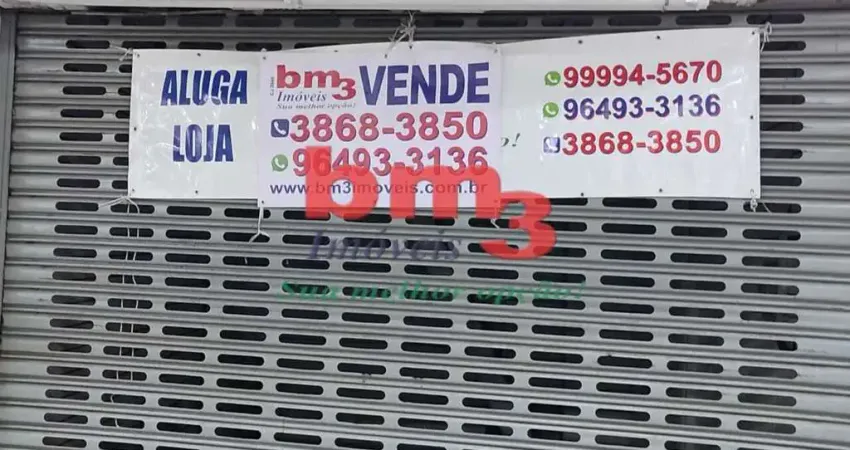 ALUGA
LOJA
bm3
Imóveis
Sua melhor opção!
VENDE
3868-3850
96493-3136
www.bm3imoveis.com.br
o!
99994-5670
96493-3136
3868-3850
bm3
Imóveis
Sua melhor opção!